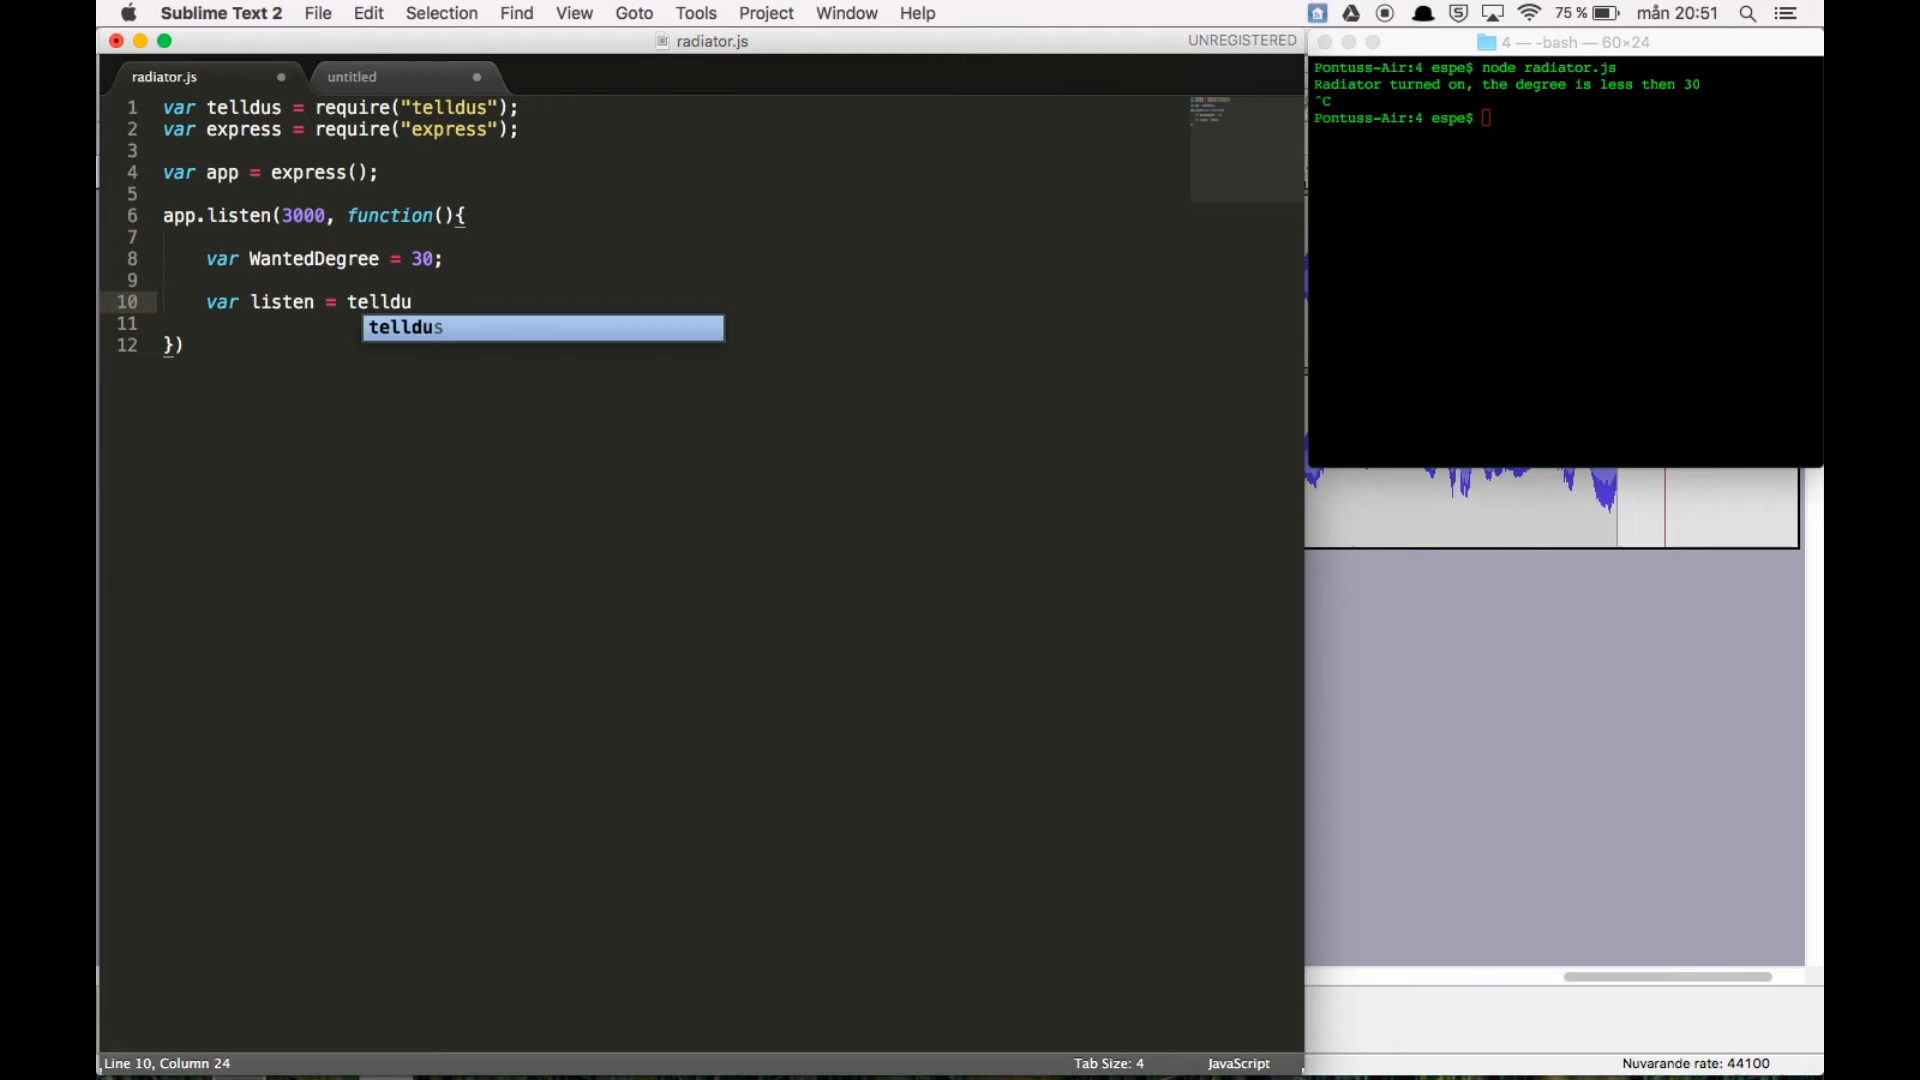 Sublime Text 2 File Edit Selection Find View Goto Tools Project Window Help 75 % mån 20:51
radiator.js UNREGISTERED
radiator.js untitled
1 var telldus = require("telldus");
2 var express = require("express");
3
4 var app = express();
5
6 app.listen(3000, function(){
7
8 var WantedDegree = 30;
9
10 var listen = telldu
telldus
11
12 })
4 — -bash — 60×24
Pontuss-Air:4 espe$ node radiator.js
Radiator turned on, the degree is less then 30
^C
Pontuss-Air:4 espe$
Line 10, Column 24 Tab Size: 4 JavaScript
Nuvarande rate: 44100